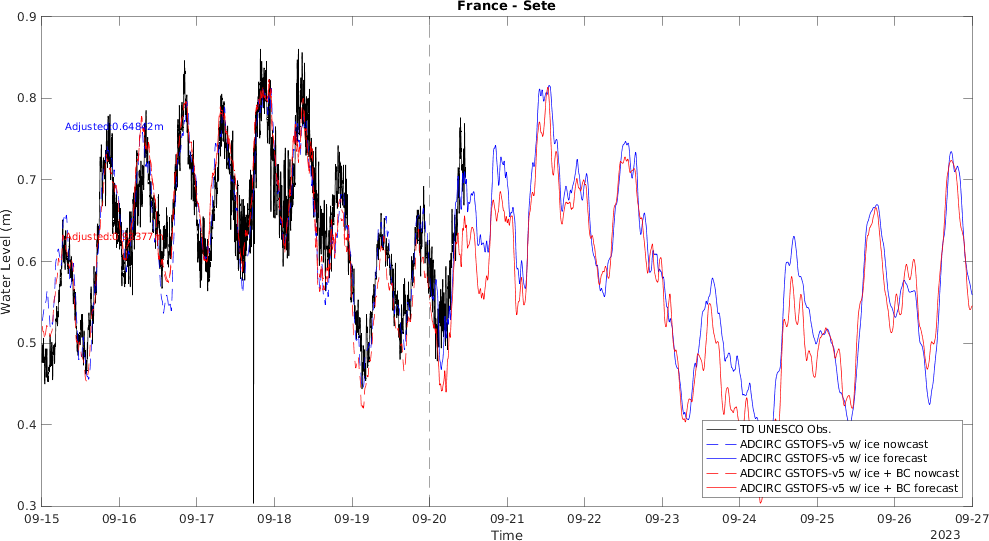 France - Sete
0.9
0.8
0.7
0.6
0.5
0.4
0.3
Water Level (m)
Adjusted:0.64842m
TD UNESCO Obs.
ADCIRC GSTOFS-v5 w/ ice nowcast
ADCIRC GSTOFS-v5 w/ ice forecast
ADCIRC GSTOFS-v5 w/ ice + BC nowcast
ADCIRC GSTOFS-v5 w/ ice + BC forecast
09-15 09-16 09-17 09-18 09-19 09-20 09-21 09-22 09-23 09-24 09-25 09-26 09-27
Time
2023